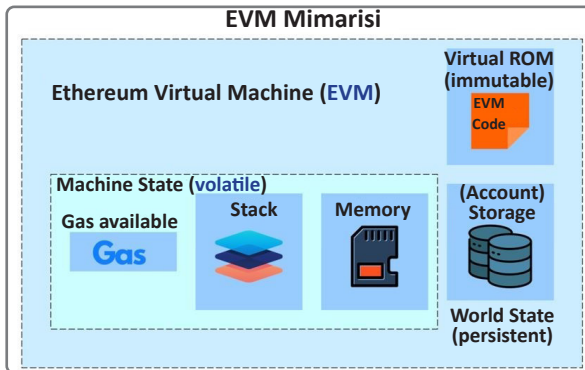 EVM Mimarisi
Ethereum Virtual Machine (EVM)
Virtual ROM
(immutable)
EVM
Code
Machine State (volatile)
Gas available
Gas
Stack
Memory
(Account)
Storage
World State
(persistent)